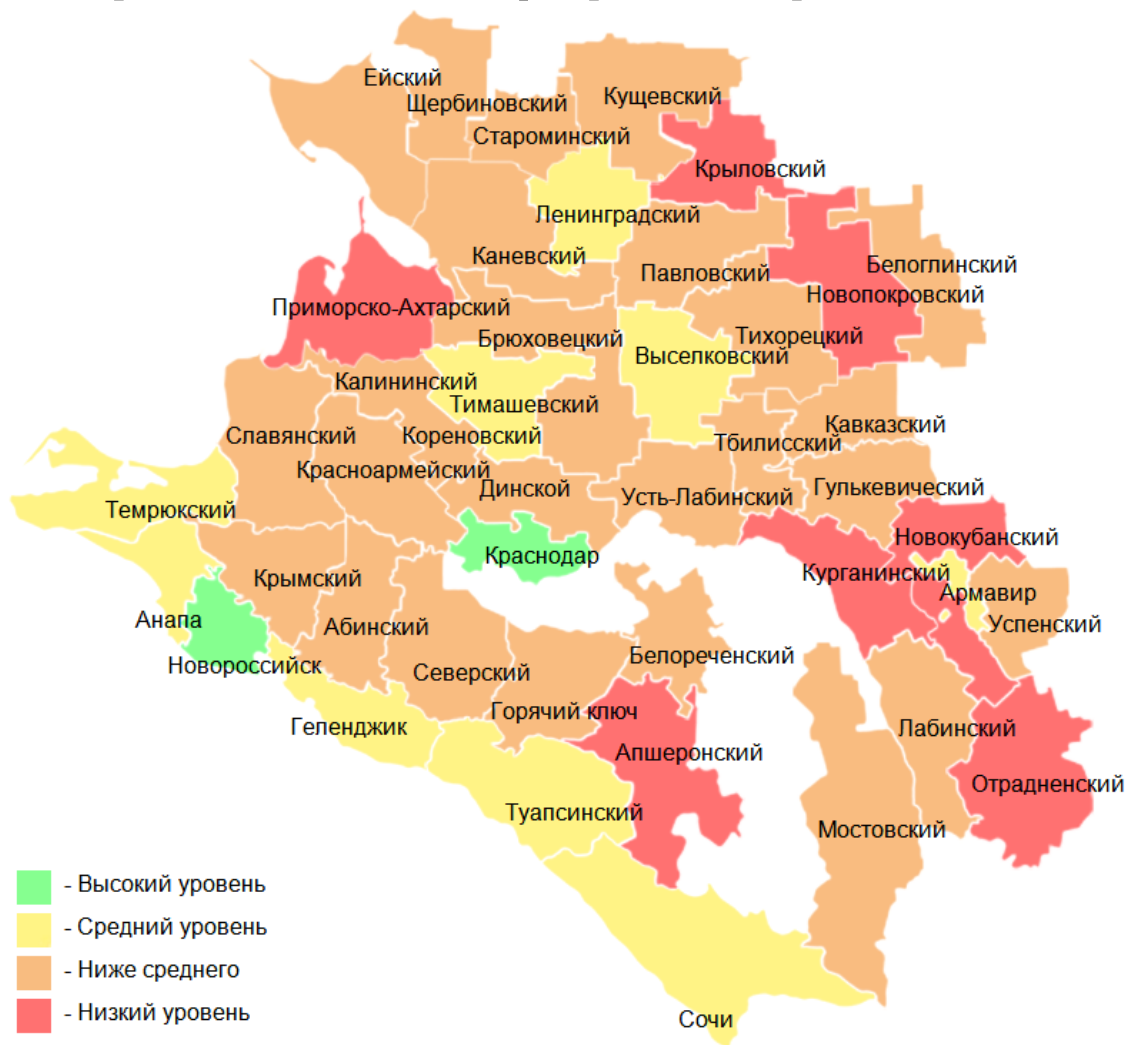 Ейский
Щербиновский
Кущевский
Староминский
Крыловский
Ленинградский
Каневский
Павловский
Белоглинский
Новопокровский
Приморско-Ахтарский
Брюховецкий
Тихорецкий
Выселковский
Калининский
Тимашевский
Кавказский
Славянский
Кореновский
Тбилисский
Красноармейский
Динской
Усть-Лабинский
Гулькевический
Темрюкский
Новокубанский
Краснодар
Крымский
Курганинский
Армавир
Анапа
Абинский
Успенский
Новороссийск
Северский
Белореченский
Горячий ключ
Геленджик
Лабинский
Апшеронский
Отрадненский
Туапсинский
Мостовский
- Высокий уровень
- Средний уровень
- Ниже среднего
- Низкий уровень
Сочи